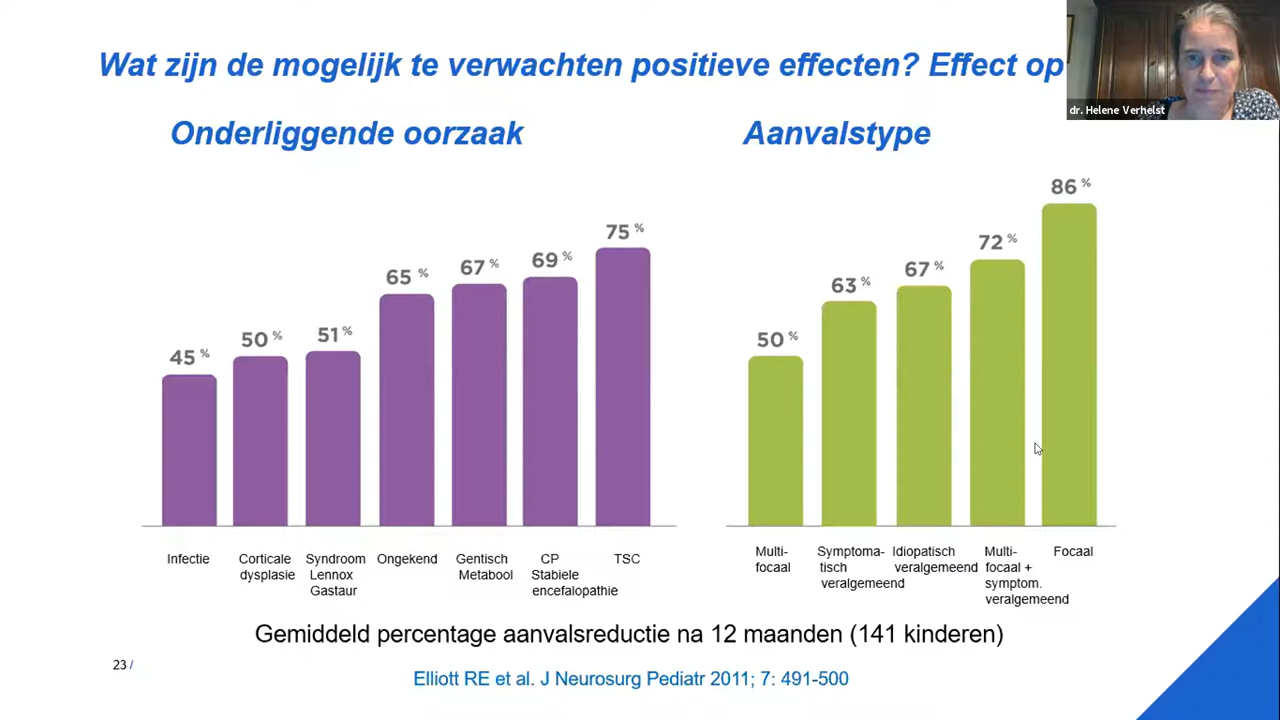 Wat zijn de mogelijk te verwachten positieve effecten? Effect op
dr. Helene Verhelst
Onderliggende oorzaak
Aanvalstype
45 %
50 %
51 %
65 %
67 %
69 %
75 %
Infectie
Corticale
dysplasie
Syndroom
Lennox
Gastaur
Ongekend
Gentisch
Metabool
CP
Stabiele
encefalopathie
TSC
50 %
63 %
67 %
72 %
86 %
Multi-
focaal
Symptoma-
tisch
veralgemeend
Idiopatisch
veralgemeend
Multi-
focaal +
symptom.
veralgemeend
Focaal
Gemiddeld percentage aanvalsreductie na 12 maanden (141 kinderen)
23 /
Elliott RE et al. J Neurosurg Pediatr 2011; 7: 491-500